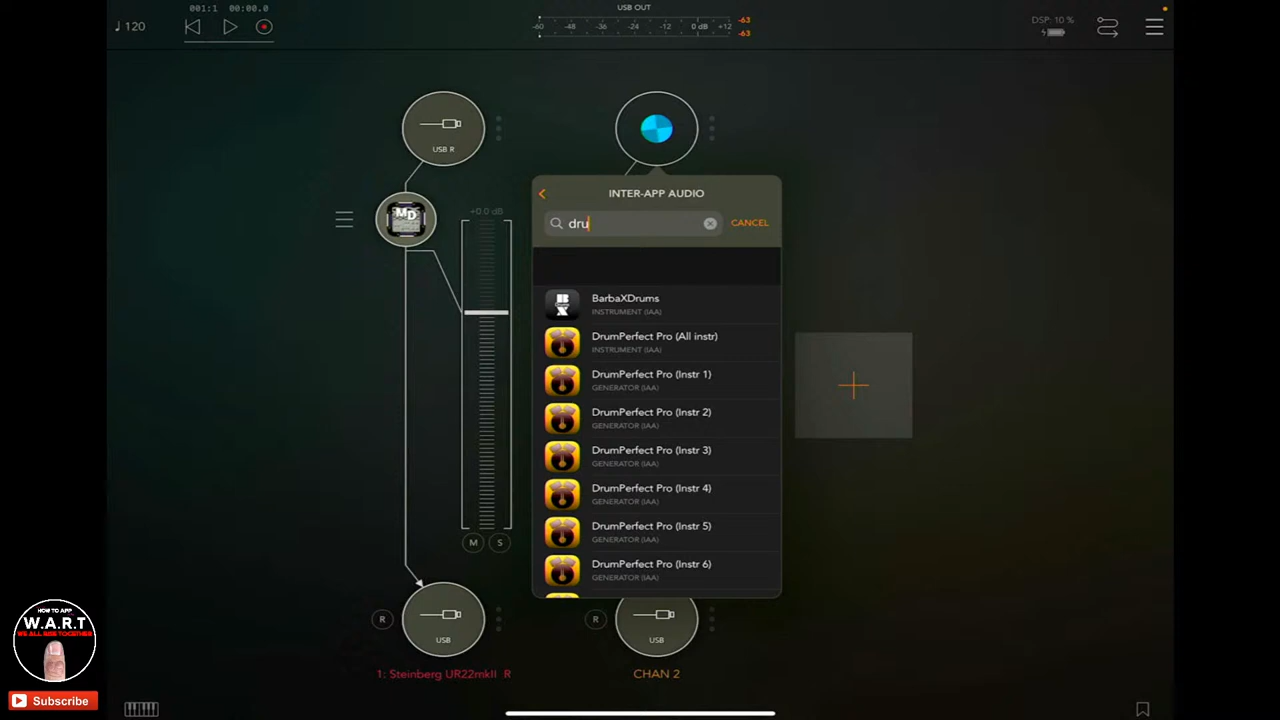 001:1 00:00.0
♩ 120
USB OUT
-60 -48 -36 -24 -12 0 dB +12
-63
-63
DSP: 10 %
USB R
MD
+0.0 dB
INTER-APP AUDIO
dru
CANCEL
BarbaXDrums
INSTRUMENT (IAA)
DrumPerfect Pro (All instr)
INSTRUMENT (IAA)
DrumPerfect Pro (Instr 1)
GENERATOR (IAA)
DrumPerfect Pro (Instr 2)
GENERATOR (IAA)
DrumPerfect Pro (Instr 3)
GENERATOR (IAA)
DrumPerfect Pro (Instr 4)
GENERATOR (IAA)
DrumPerfect Pro (Instr 5)
GENERATOR (IAA)
DrumPerfect Pro (Instr 6)
GENERATOR (IAA)
M S
R
USB
R
USB
1: Steinberg UR22mkII R
CHAN 2
HOW TO APP
W.A.R.T
WE ALL RISE TOGETHER
Subscribe